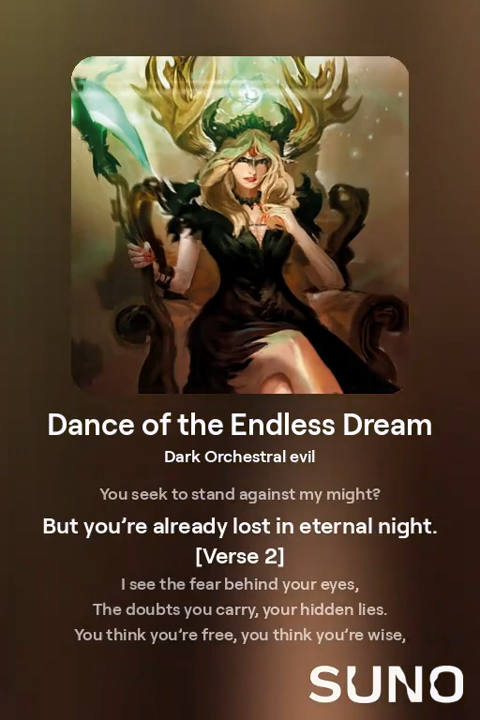 Dance of the Endless Dream
Dark Orchestral evil
You seek to stand against my might?
But you’re already lost in eternal night.
[Verse 2]
I see the fear behind your eyes,
The doubts you carry, your hidden lies.
You think you’re free, you think you’re wise,
SUNO